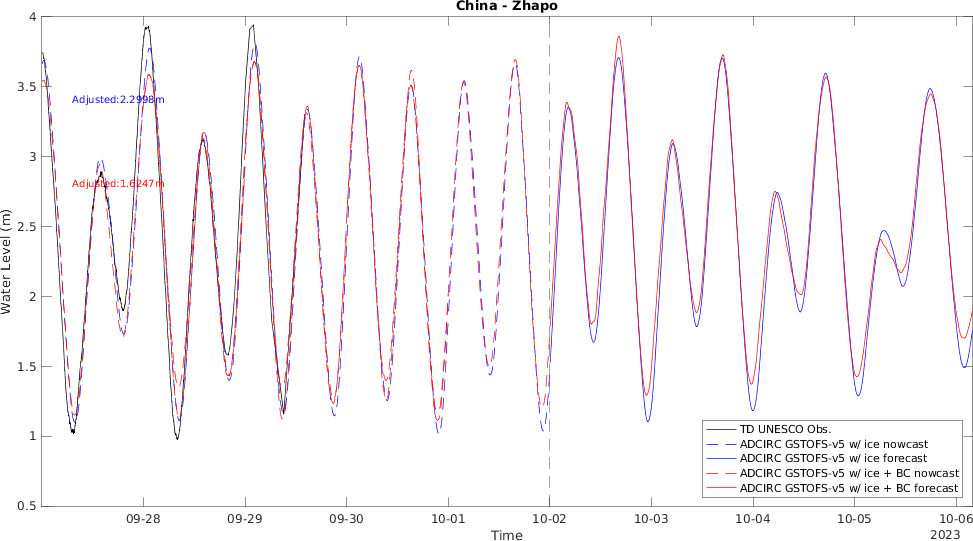 China - Zhapo
4
3.5
3
2.5
2
1.5
1
0.5
Water Level (m)
Adjusted:2.2998m
Adjusted:1.6247m
TD UNESCO Obs.
ADCIRC GSTOFS-v5 w/ ice nowcast
ADCIRC GSTOFS-v5 w/ ice forecast
ADCIRC GSTOFS-v5 w/ ice + BC nowcast
ADCIRC GSTOFS-v5 w/ ice + BC forecast
09-28 09-29 09-30 10-01 10-02 10-03 10-04 10-05 10-06
2023
Time